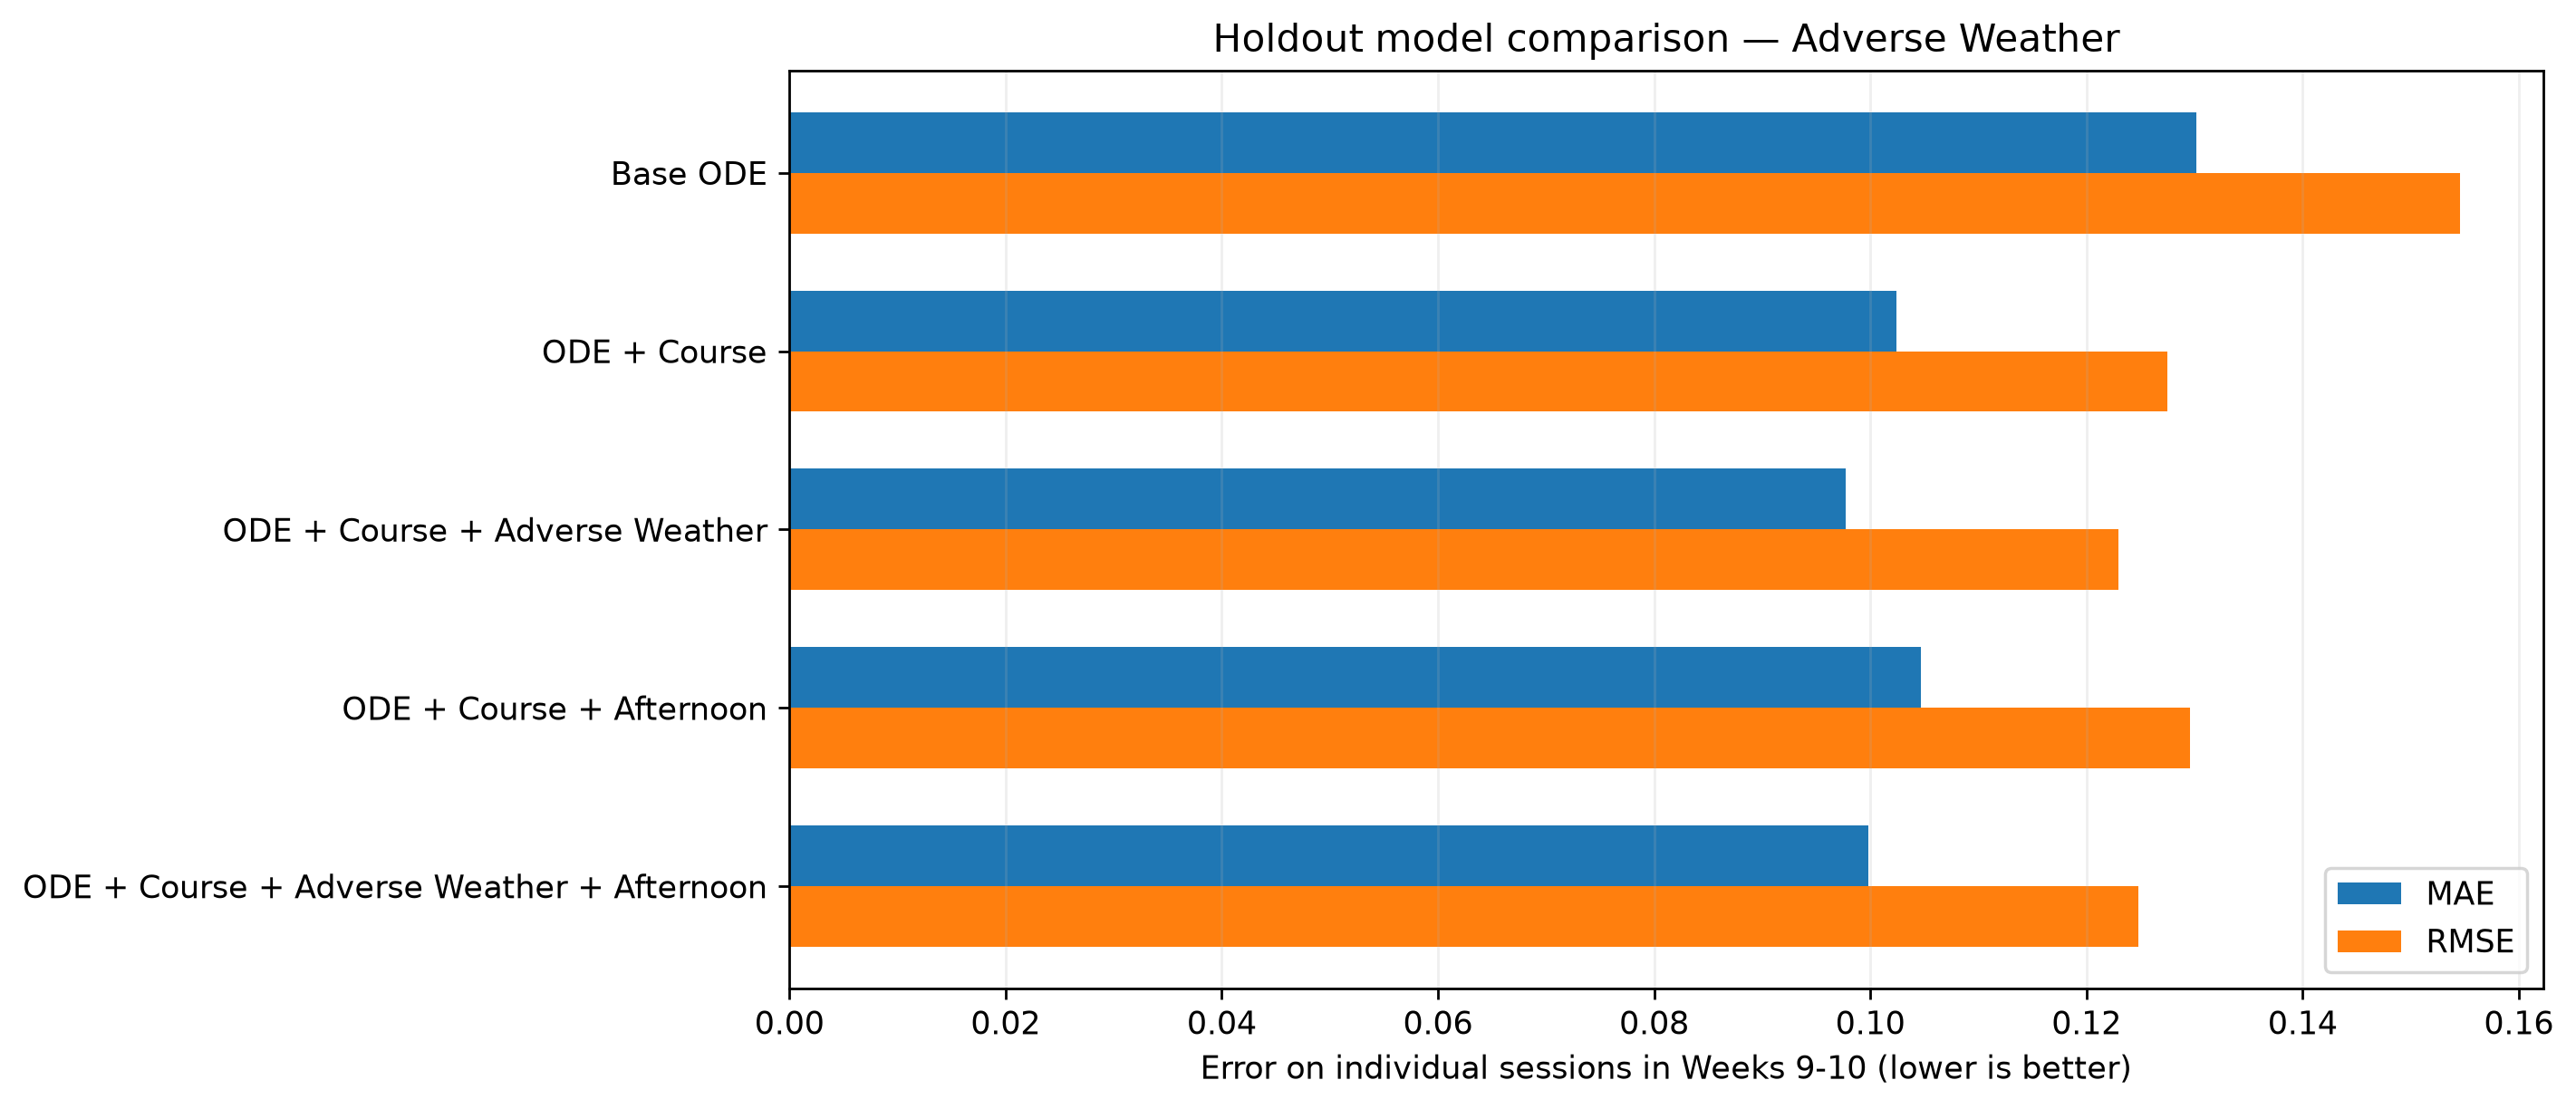 Holdout model comparison — Adverse Weather
Base ODE
ODE + Course
ODE + Course + Adverse Weather
ODE + Course + Afternoon
ODE + Course + Adverse Weather + Afternoon
MAE
RMSE
0.00 0.02 0.04 0.06 0.08 0.10 0.12 0.14 0.16
Error on individual sessions in Weeks 9-10 (lower is better)